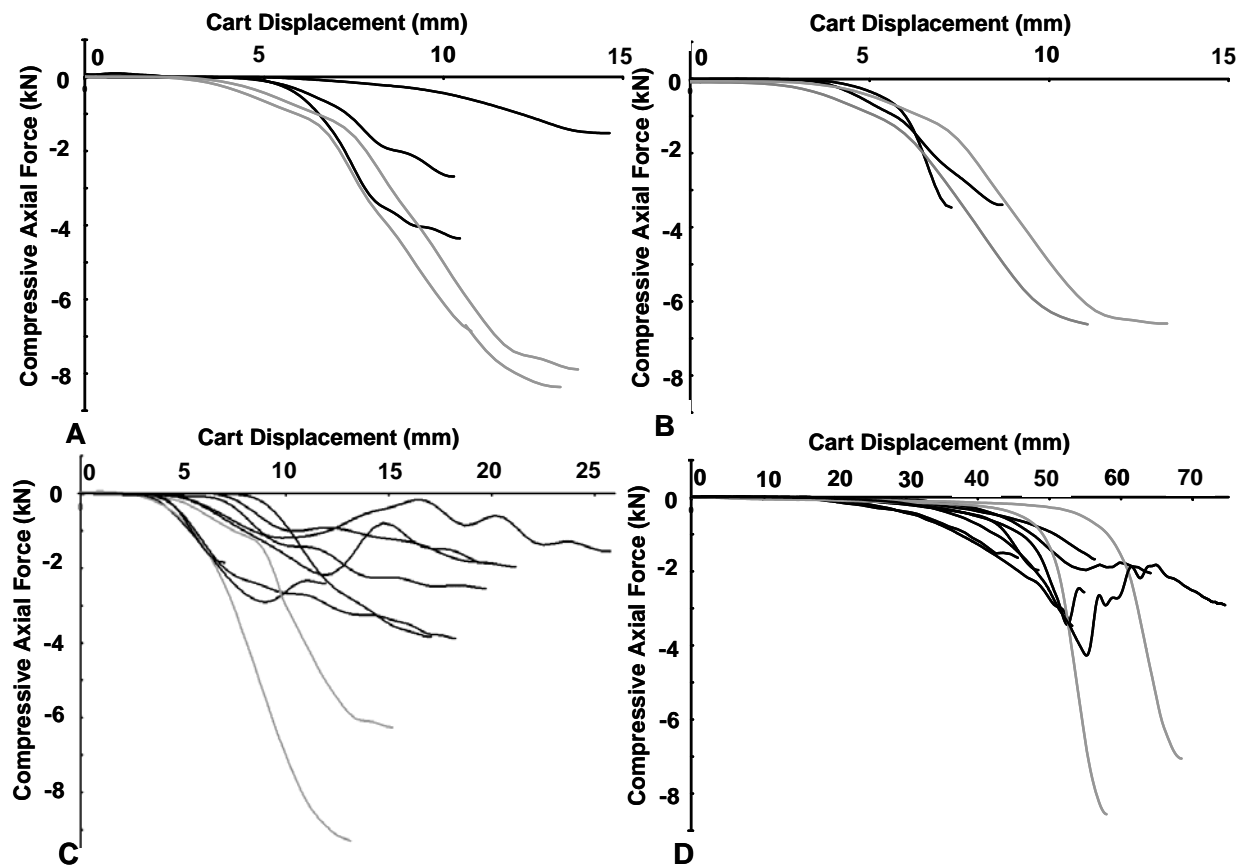 Cart Displacement (mm)
0 5 10 15
Compressive Axial Force (kN)
0
-2
-4
-6
-8
A
Cart Displacement (mm)
0 5 10 15
Compressive Axial Force (kN)
0
-2
-4
-6
-8
B
Cart Displacement (mm)
0 5 10 15 20 25
Compressive Axial Force (kN)
0
-2
-4
-6
-8
C
Cart Displacement (mm)
0 10 20 30 40 50 60 70
Compressive Axial Force (kN)
0
-2
-4
-6
-8
D